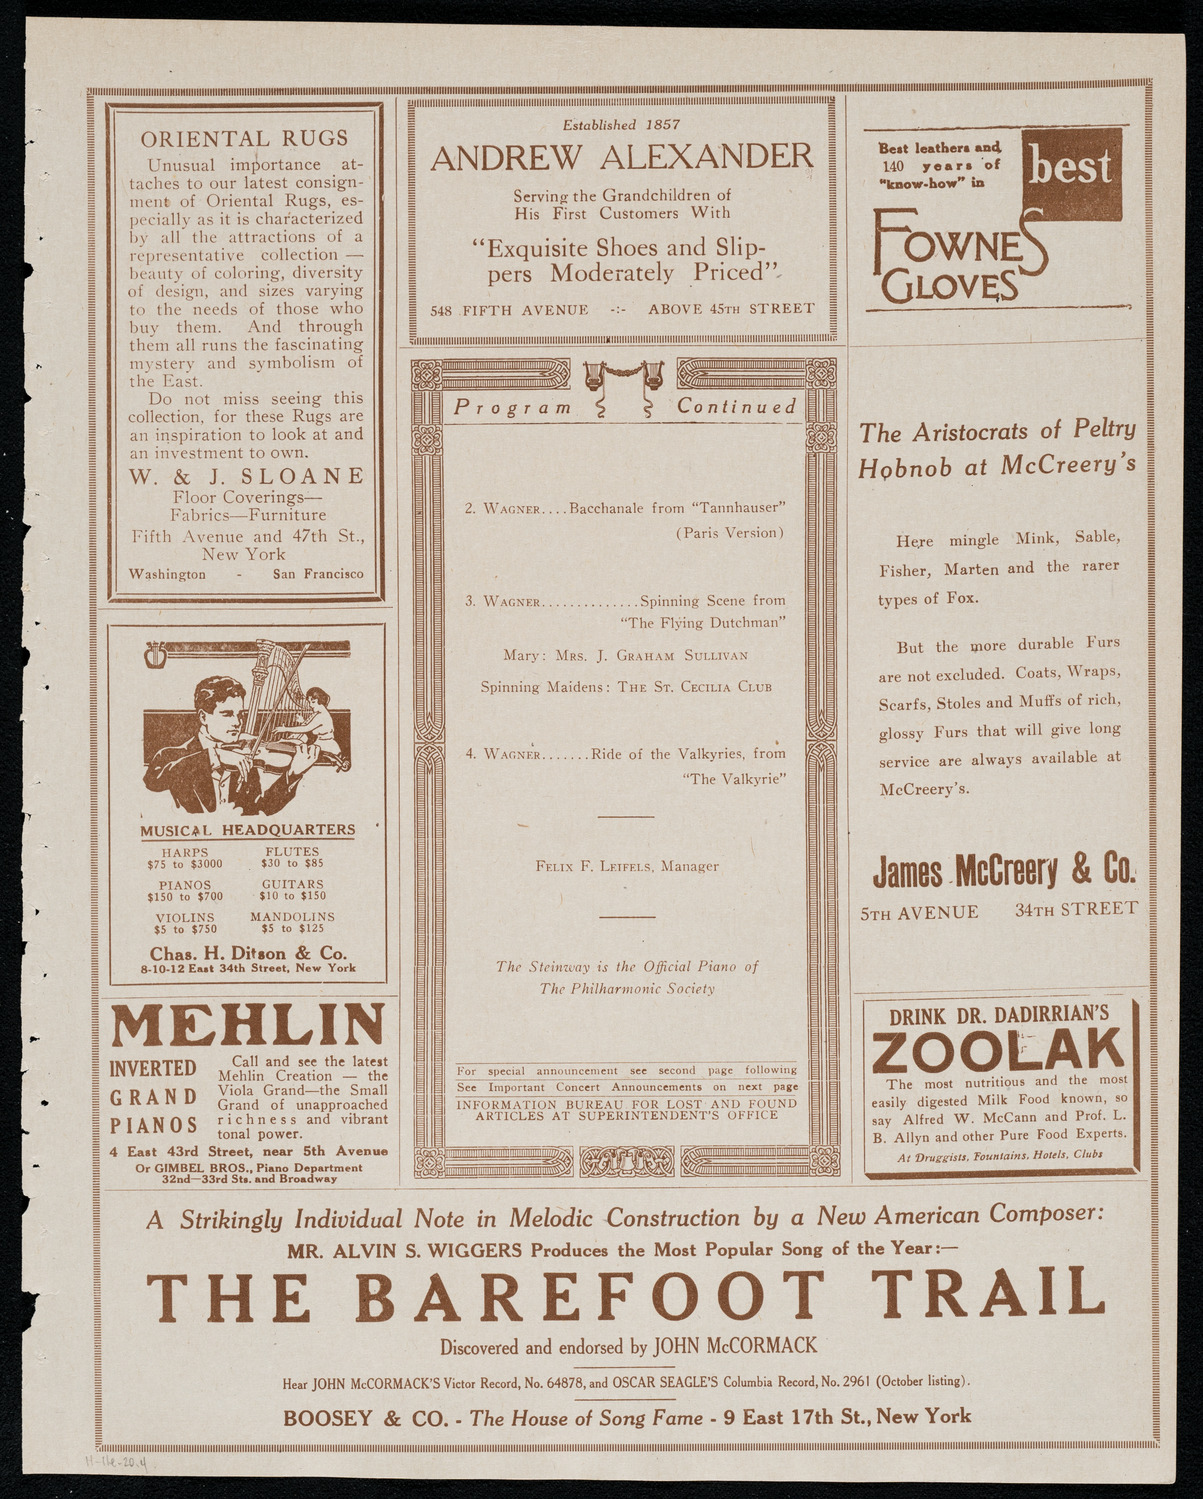 ORIENTAL RUGS
Unusual importance at-
taches to our latest consign-
ment of Oriental Rugs, es-
pecially as it is characterized
by all the attractions of a
representative collection —
beauty of coloring, diversity
of design, and sizes varying
to the needs of those who
buy them. And through
them all runs the fascinating
mystery and symbolism of
the East.
Do not miss seeing this
collection, for these Rugs are
an inspiration to look at and
an investment to own.
W. & J. SLOANE
Floor Coverings—
Fabrics—Furniture
Fifth Avenue and 47th St.,
New York
Washington - San Francisco
MUSICAL HEADQUARTERS
HARPS FLUTES
$75 to $3000 $30 to $85
PIANOS GUITARS
$150 to $700 $10 to $150
VIOLINS MANDOLINS
$5 to $750 $5 to $125
Chas. H. Ditson & Co.
8-10-12 East 34th Street, New York
MEHLIN
INVERTED
GRAND
PIANOS
Call and see the latest
Mehlin Creation — the
Viola Grand—the Small
Grand of unapproached
richness and vibrant
tonal power.
4 East 43rd Street, near 5th Avenue
Or GIMBEL BROS., Piano Department
32nd—33rd Sts. and Broadway
Established 1857
ANDREW ALEXANDER
Serving the Grandchildren of
His First Customers With
"Exquisite Shoes and Slip-
pers Moderately Priced"
548 FIFTH AVENUE -:- ABOVE 45TH STREET
Program Continued
2. WAGNER....Bacchanale from "Tannhauser"
(Paris Version)
3. WAGNER..............Spinning Scene from
"The Flying Dutchman"
Mary: MRS. J. GRAHAM SULLIVAN
Spinning Maidens: THE ST. CECILIA CLUB
4. WAGNER.......Ride of the Valkyries, from
"The Valkyrie"
FELIX F. LEIFELS, Manager
The Steinway is the Official Piano of
The Philharmonic Society
For special announcement see second page following
See Important Concert Announcements on next page
INFORMATION BUREAU FOR LOST AND FOUND
ARTICLES AT SUPERINTENDENT'S OFFICE
Best leathers and
140 years of
"know-how" in
best
FOWNES
GLOVES
The Aristocrats of Peltry
Hobnob at McCreery's
Here mingle Mink, Sable,
Fisher, Marten and the rarer
types of Fox.
But the more durable Furs
are not excluded. Coats, Wraps,
Scarfs, Stoles and Muffs of rich,
glossy Furs that will give long
service are always available at
McCreery's.
James McCreery & Co.
5TH AVENUE 34TH STREET
DRINK DR. DADIRRIAN'S
ZOOLAK
The most nutritious and the most
easily digested Milk Food known, so
say Alfred W. McCann and Prof. L.
B. Allyn and other Pure Food Experts.
At Druggists, Fountains, Hotels, Clubs
A Strikingly Individual Note in Melodic Construction by a New American Composer:
MR. ALVIN S. WIGGERS Produces the Most Popular Song of the Year:—
THE BAREFOOT TRAIL
Discovered and endorsed by JOHN McCORMACK
Hear JOHN McCORMACK'S Victor Record, No. 64878, and OSCAR SEAGLE'S Columbia Record, No. 2961 (October listing).
BOOSEY & CO. - The House of Song Fame - 9 East 17th St., New York